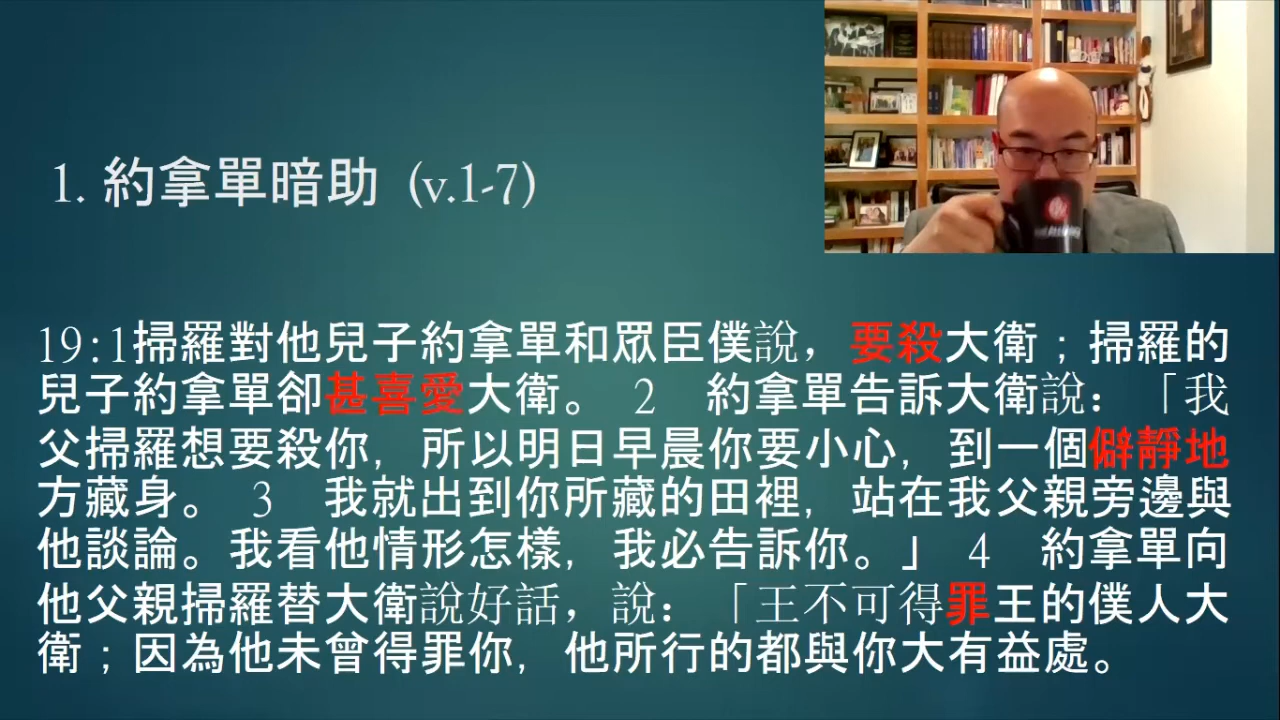 1. 約拿單暗助 (v.1-7)
19:1掃羅對他兒子約拿單和眾臣僕說，要殺大衛；掃羅的
兒子約拿單卻甚喜愛大衛。 2 約拿單告訴大衛說：「我
父掃羅想要殺你，所以明日早晨你要小心，到一個僻靜地
方藏身。 3 我就出到你所藏的田裡，站在我父親旁邊與
他談論。我看他情形怎樣，我必告訴你。」 4 約拿單向
他父親掃羅替大衛說好話，說：「王不可得罪王的僕人大
衛；因為他未曾得罪你，他所行的都與你大有益處。